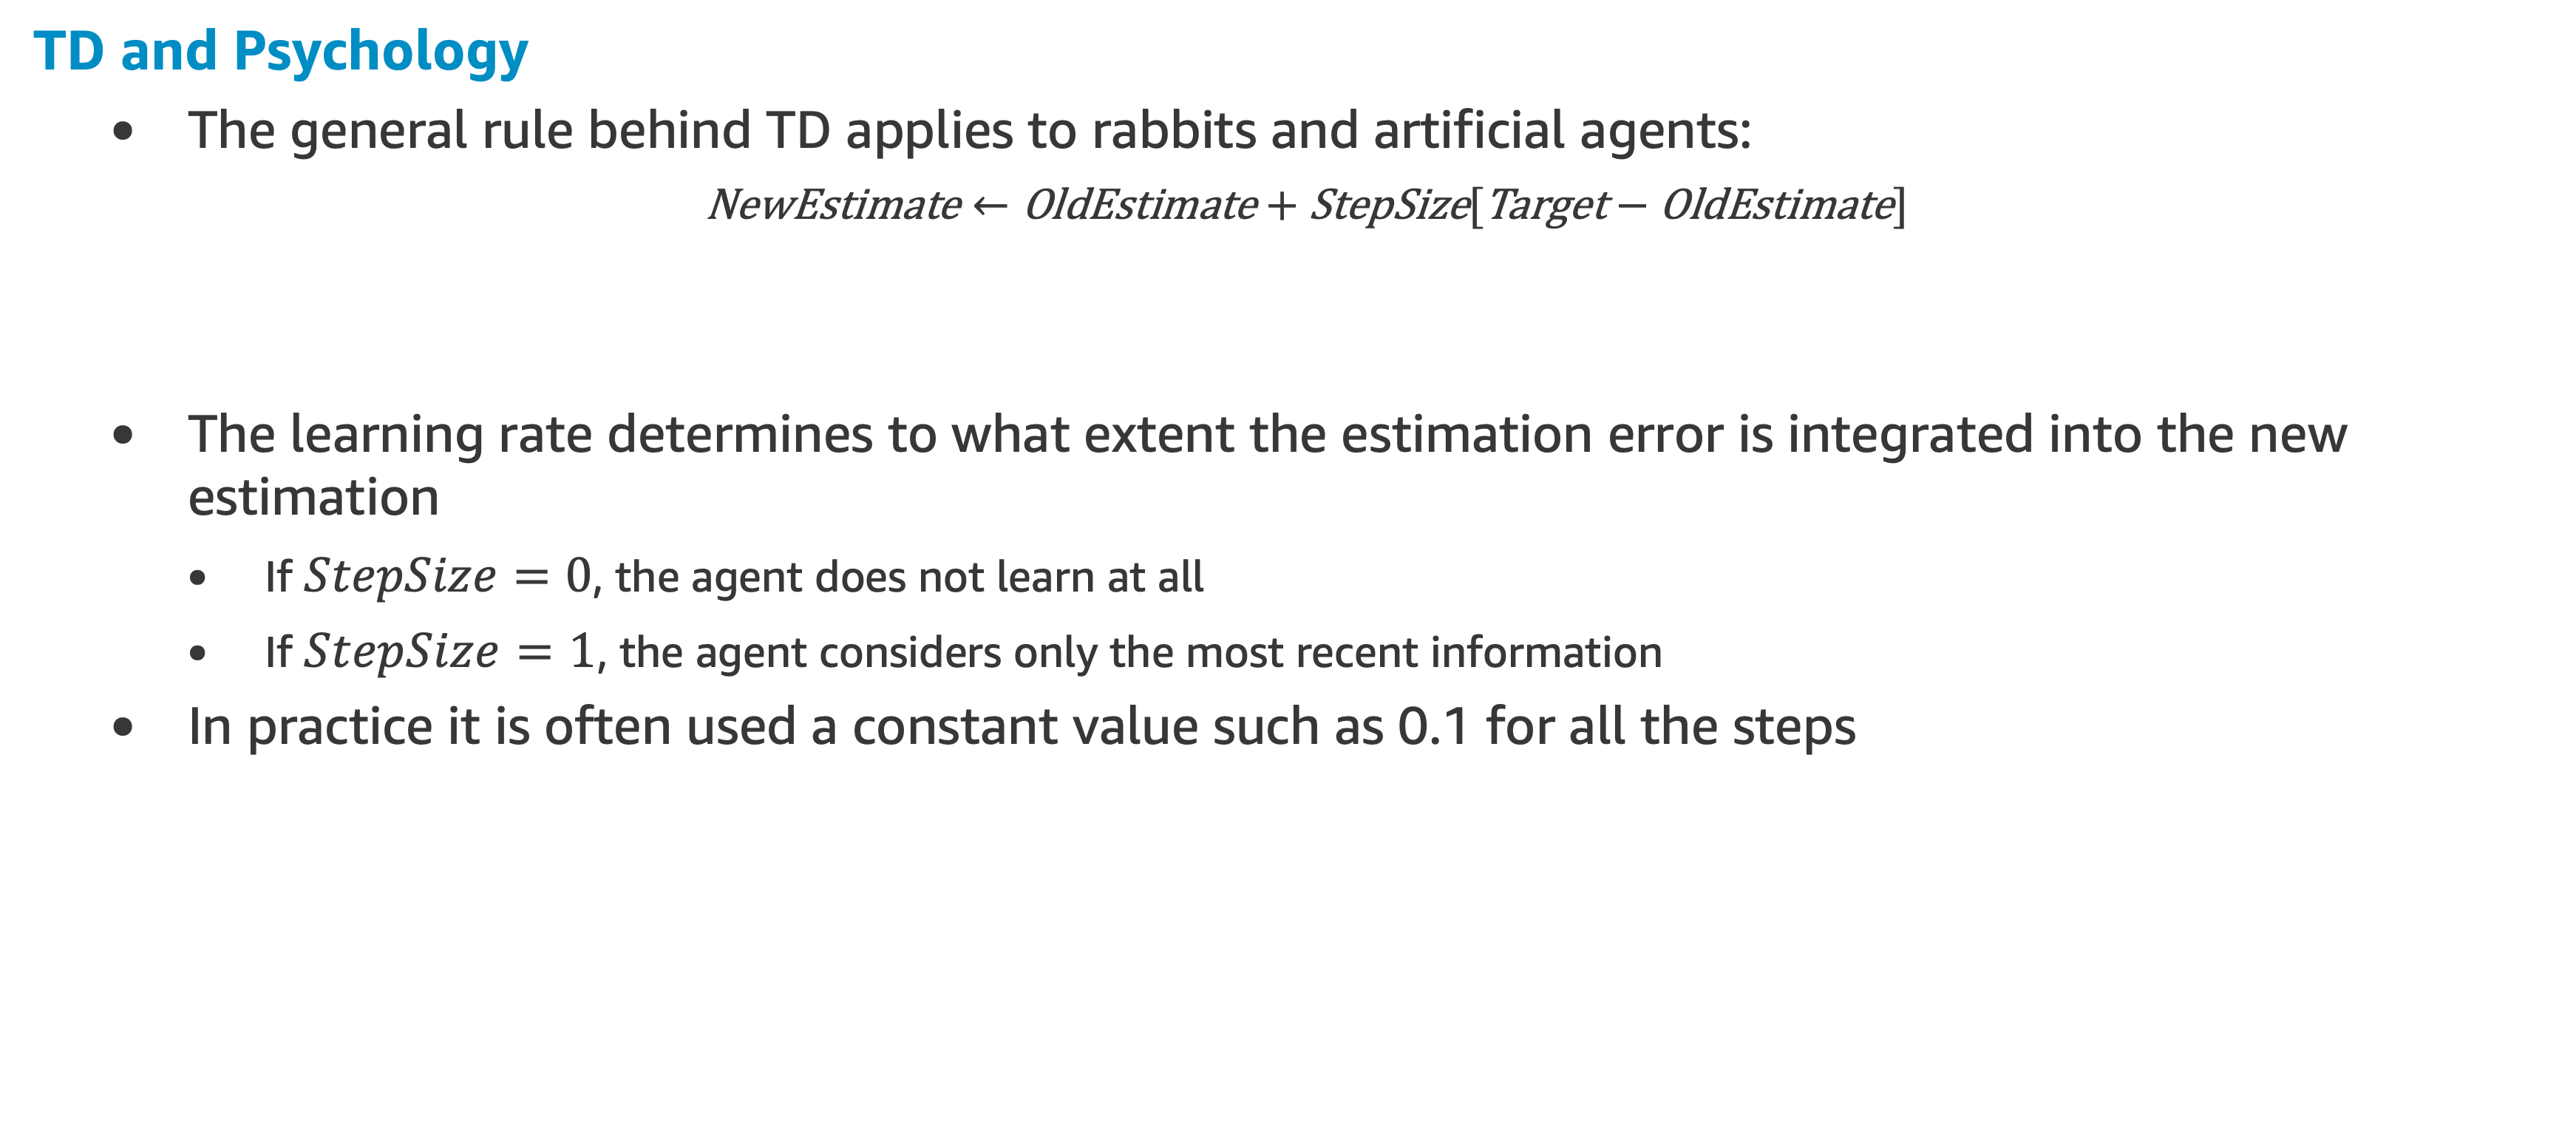 TD and Psychology
• The general rule behind TD applies to rabbits and artificial agents:
NewEstimate ← OldEstimate + StepSize[Target − OldEstimate]
• The learning rate determines to what extent the estimation error is integrated into the new
estimation
• If StepSize = 0, the agent does not learn at all
• If StepSize = 1, the agent considers only the most recent information
• In practice it is often used a constant value such as 0.1 for all the steps